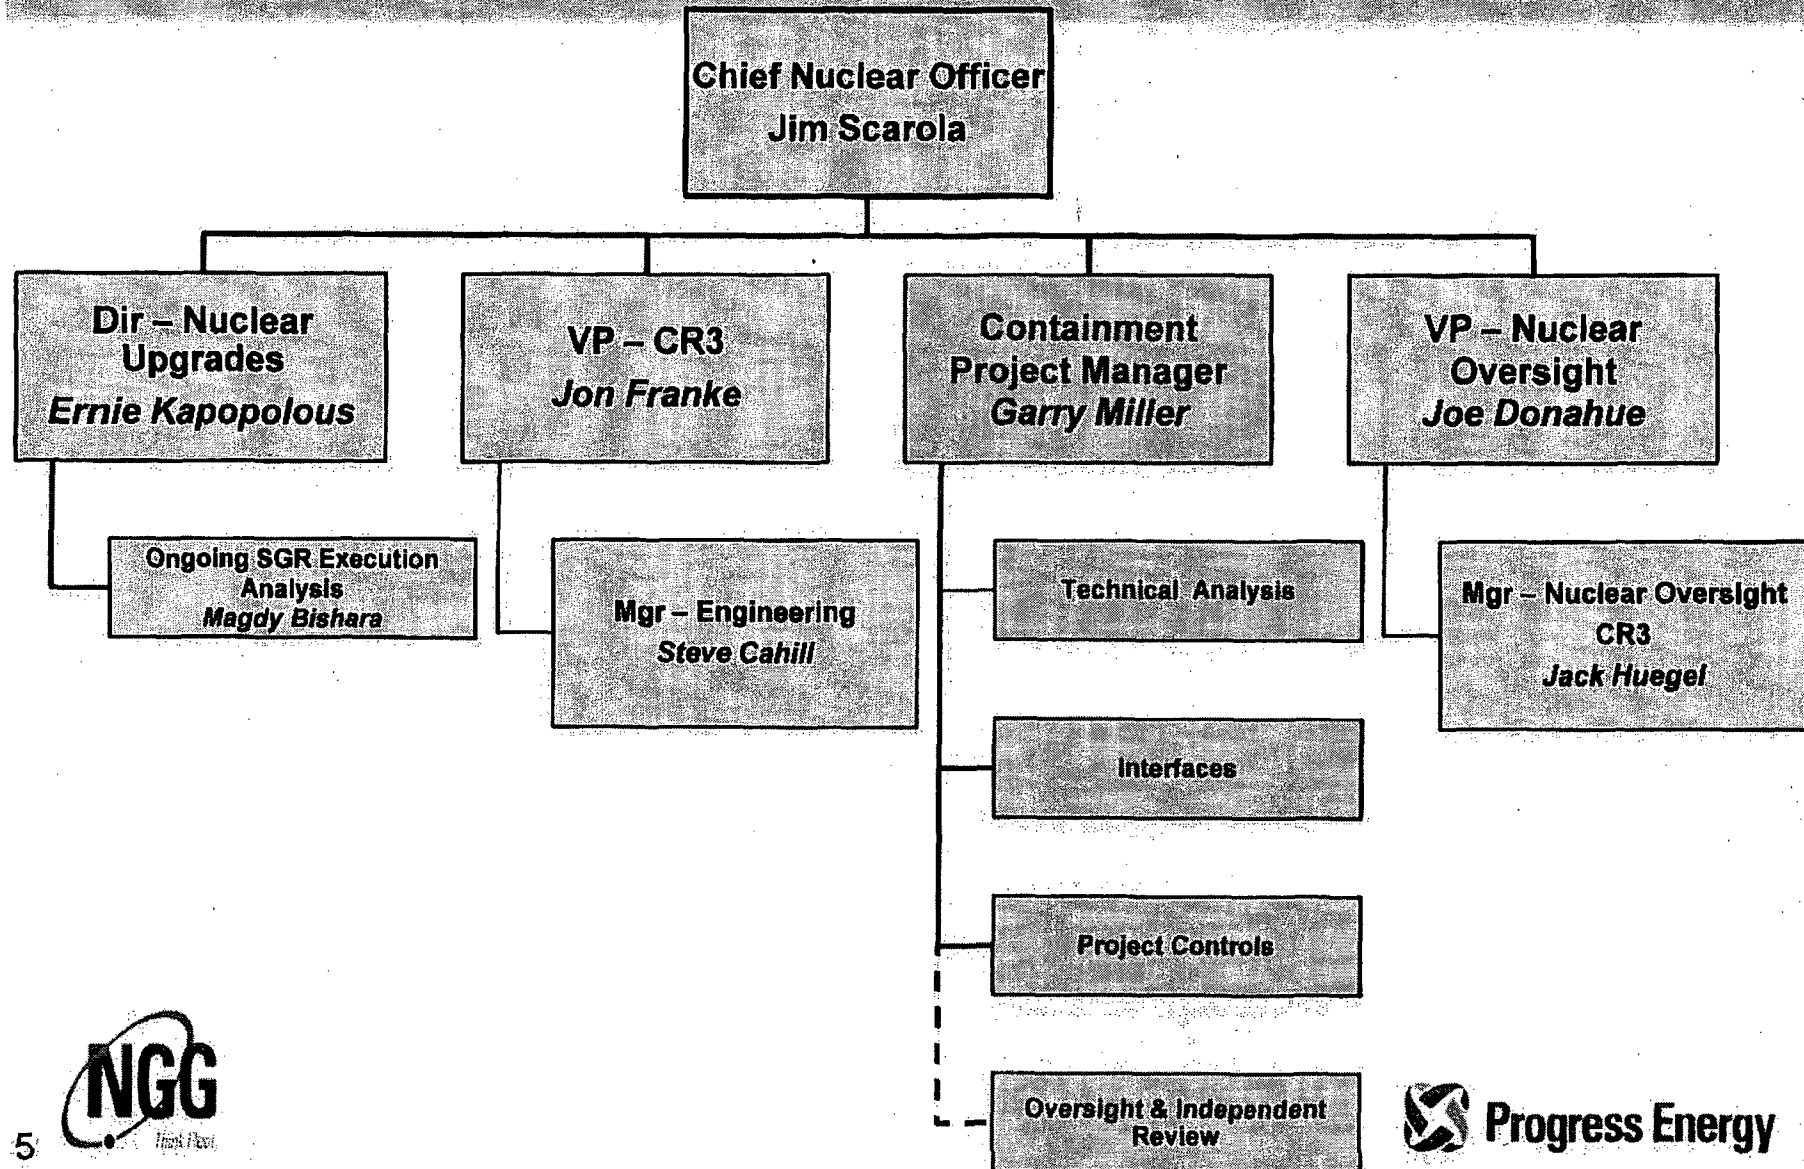 Chief Nuclear Officer
Jim Scarola
Dir – Nuclear
Upgrades
Ernie Kapopolous
VP – CR3
Jon Franke
Containment
Project Manager
Garry Miller
VP – Nuclear
Oversight
Joe Donahue
Ongoing SGR Execution
Analysis
Magdy Bishara
Mgr – Engineering
Steve Cahill
Technical Analysis
Mgr – Nuclear Oversight
CR3
Jack Huegel
Interfaces
Project Controls
Oversight & Independent
Review
NGG
5
Progress Energy